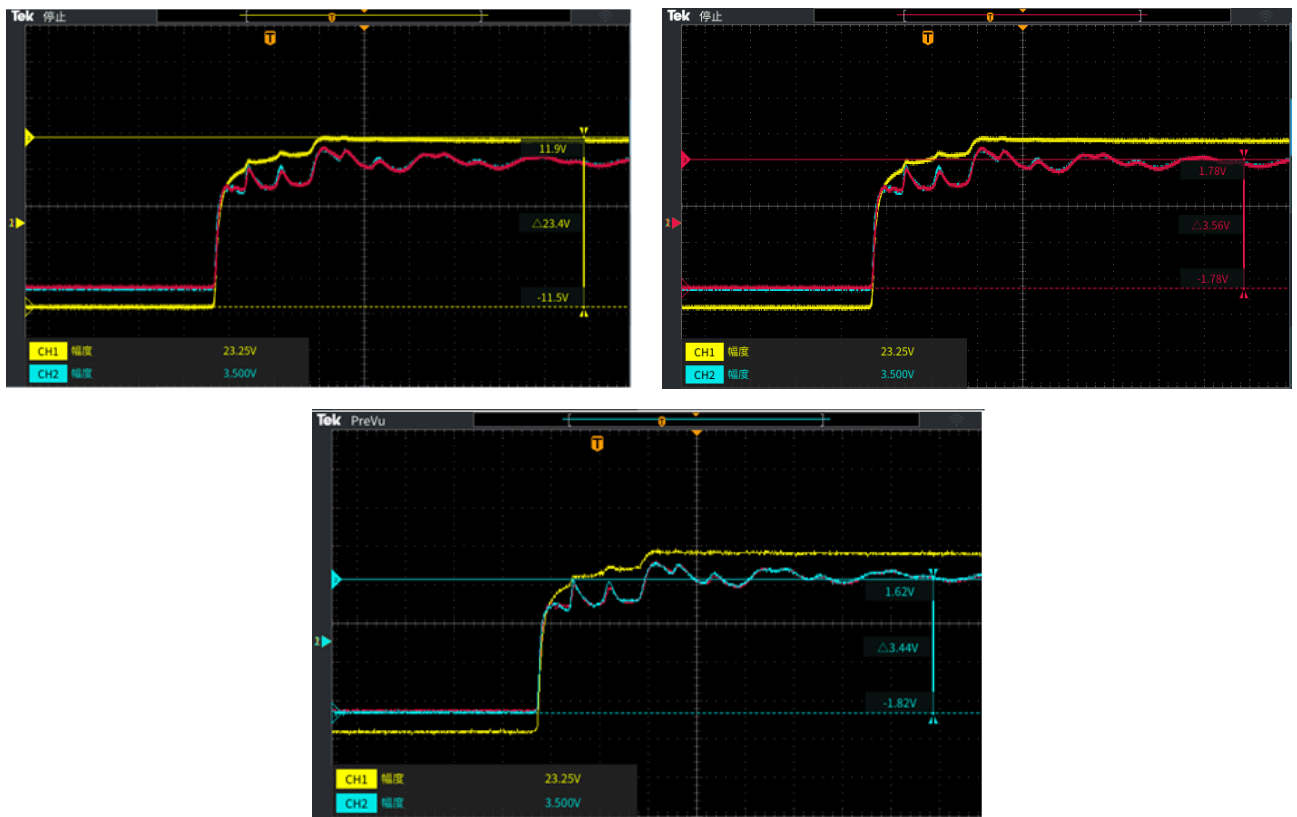 Tek 停止
T
T
11.9V
△23.4V
-11.5V
CH1 幅度 23.25V
CH2 幅度 3.500V
Tek 停止
T
T
1.78V
△3.56V
-1.78V
CH1 幅度 23.25V
CH2 幅度 3.500V
Tek PreVu
T
T
1.62V
△3.44V
-1.82V
CH1 幅度 23.25V
CH2 幅度 3.500V